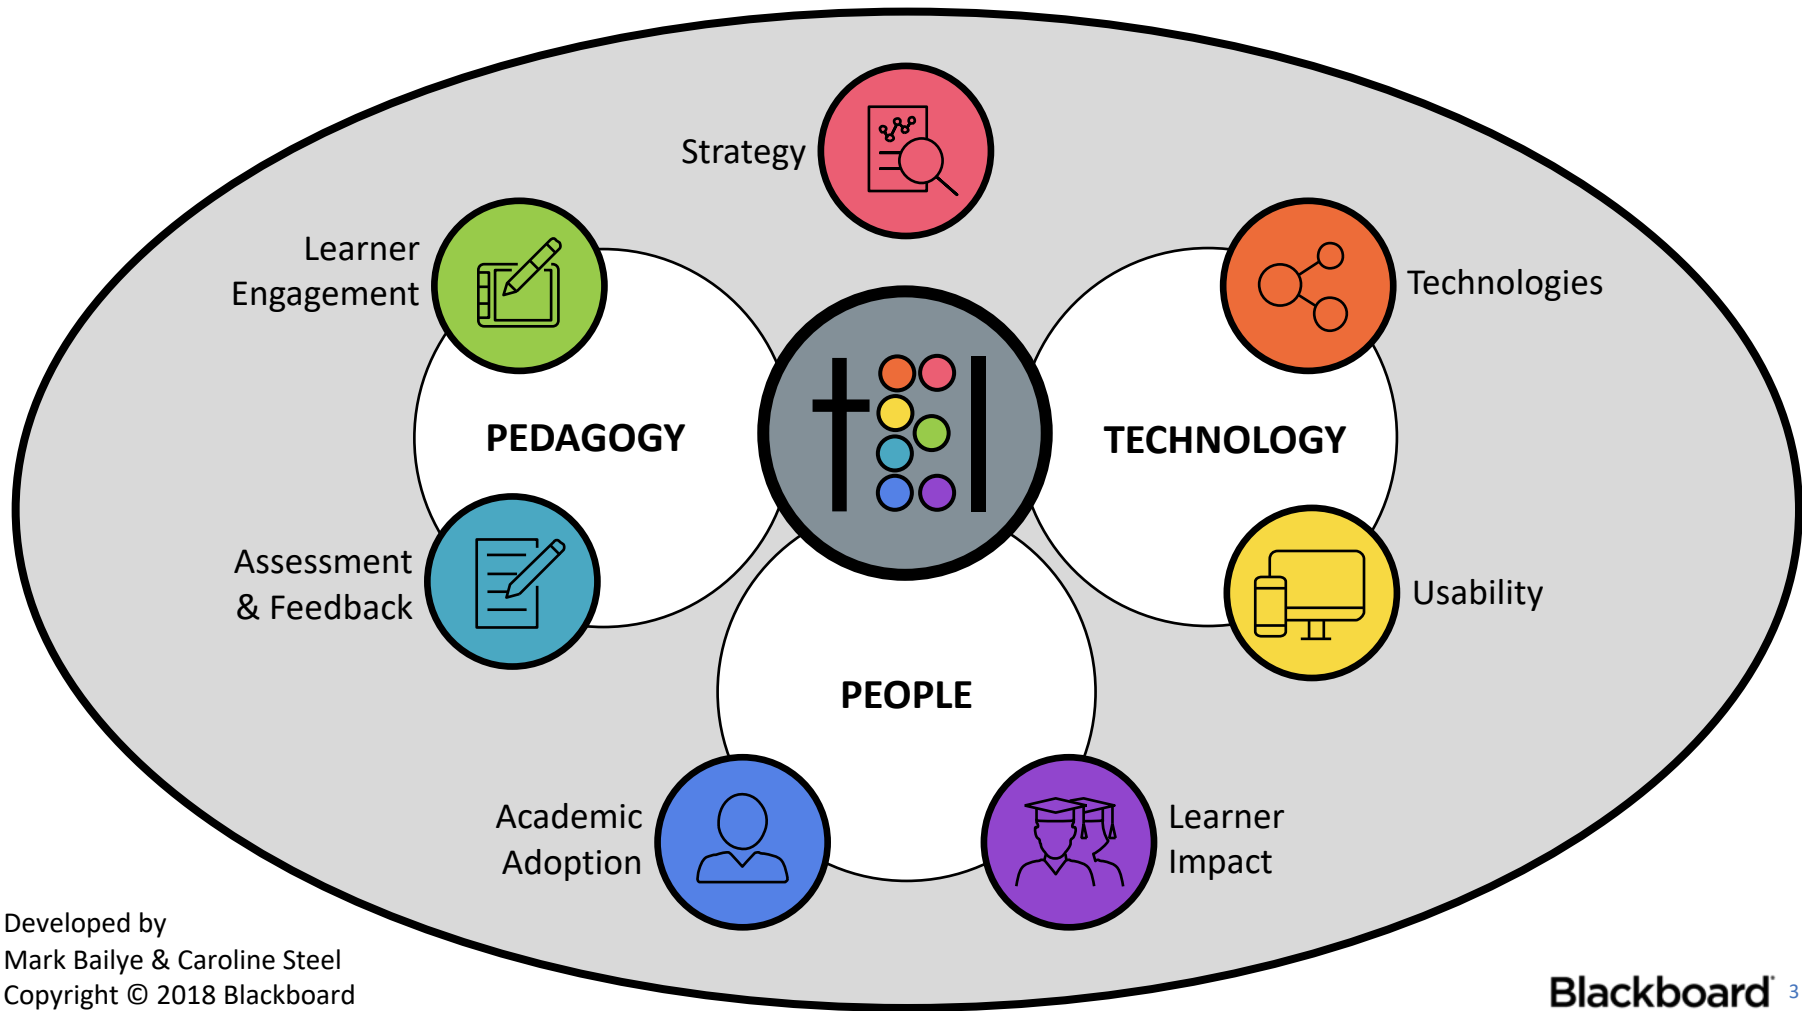 Strategy
Learner
Engagement
Technologies
PEDAGOGY
tel
TECHNOLOGY
Assessment
& Feedback
Usability
PEOPLE
Academic
Adoption
Learner
Impact
Developed by
Mark Bailye & Caroline Steel
Copyright © 2018 Blackboard
Blackboard
3